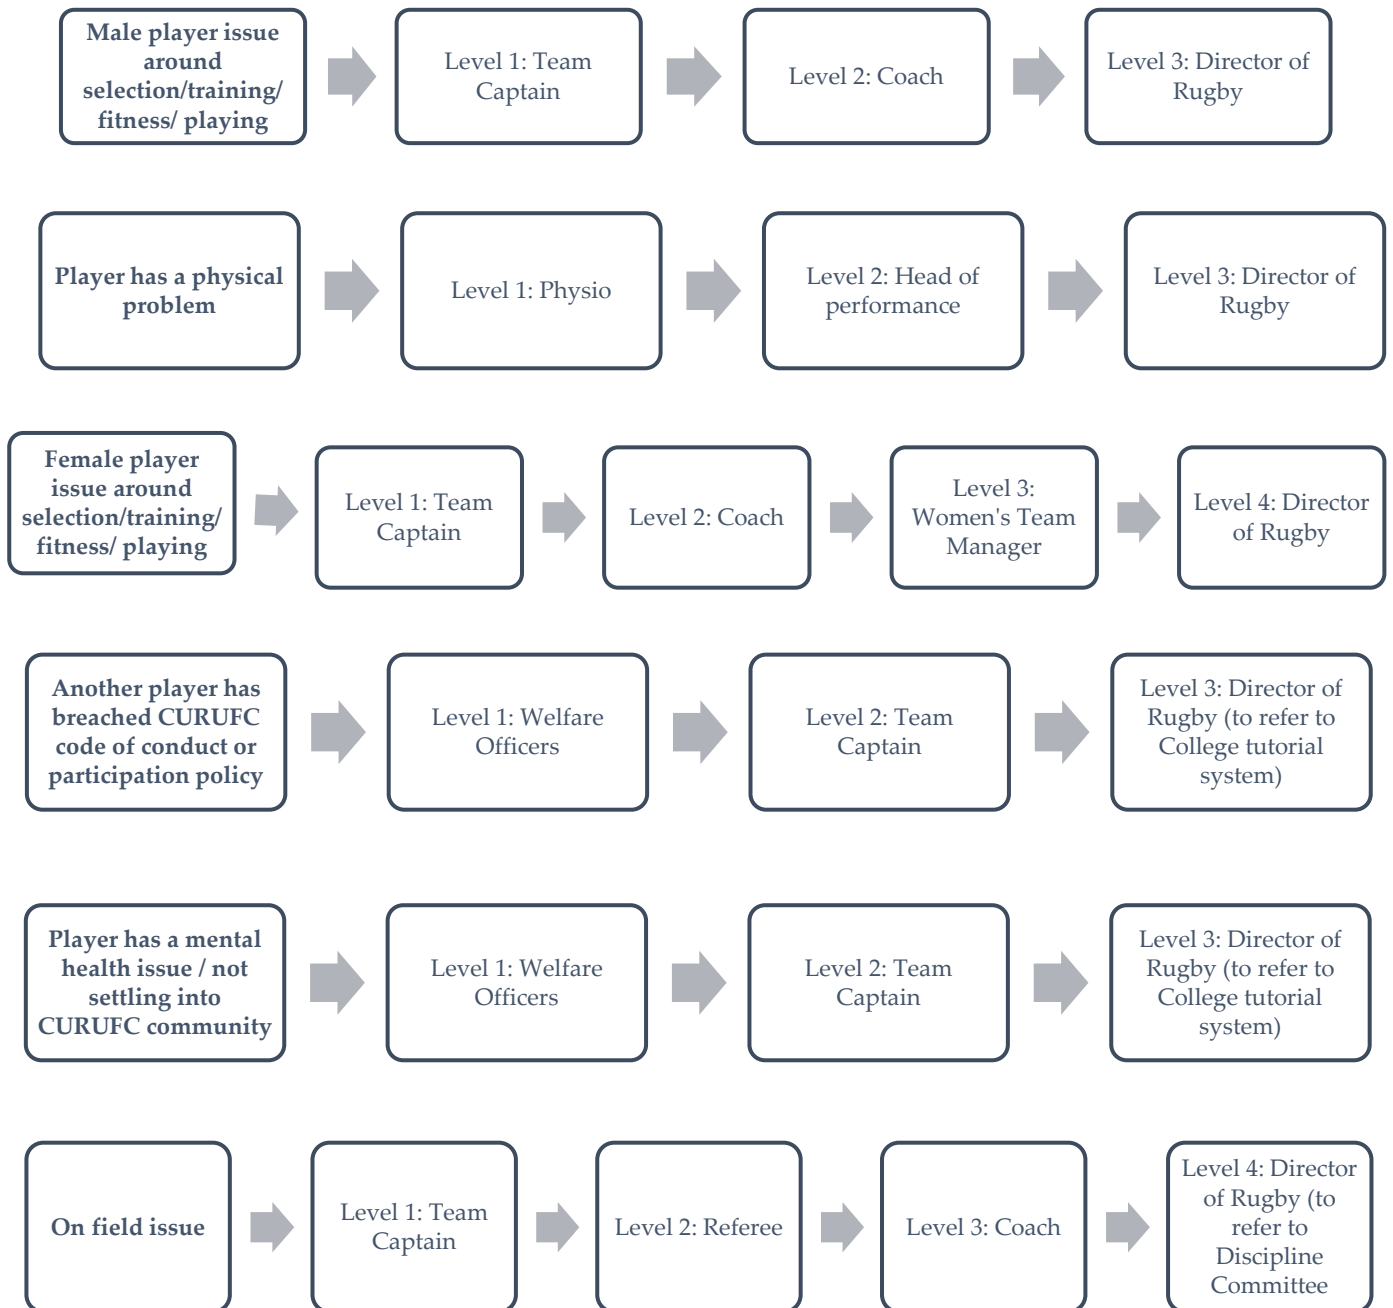 Male player issue
around
selection/training/
fitness/ playing
Level 1: Team
Captain
Level 2: Coach
Level 3: Director of
Rugby
Player has a physical
problem
Level 1: Physio
Level 2: Head of
performance
Level 3: Director of
Rugby
Female player
issue around
selection/training/
fitness/ playing
Level 1: Team
Captain
Level 2: Coach
Level 3:
Women's Team
Manager
Level 4: Director
of Rugby
Another player has
breached CURUFC
code of conduct or
participation policy
Level 1: Welfare
Officers
Level 2: Team
Captain
Level 3: Director of
Rugby (to refer to
College tutorial
system)
Player has a mental
health issue / not
settling into
CURUFC community
Level 1: Welfare
Officers
Level 2: Team
Captain
Level 3: Director of
Rugby (to refer to
College tutorial
system)
On field issue
Level 1: Team
Captain
Level 2: Referee
Level 3: Coach
Level 4: Director
of Rugby (to
refer to
Discipline
Committee